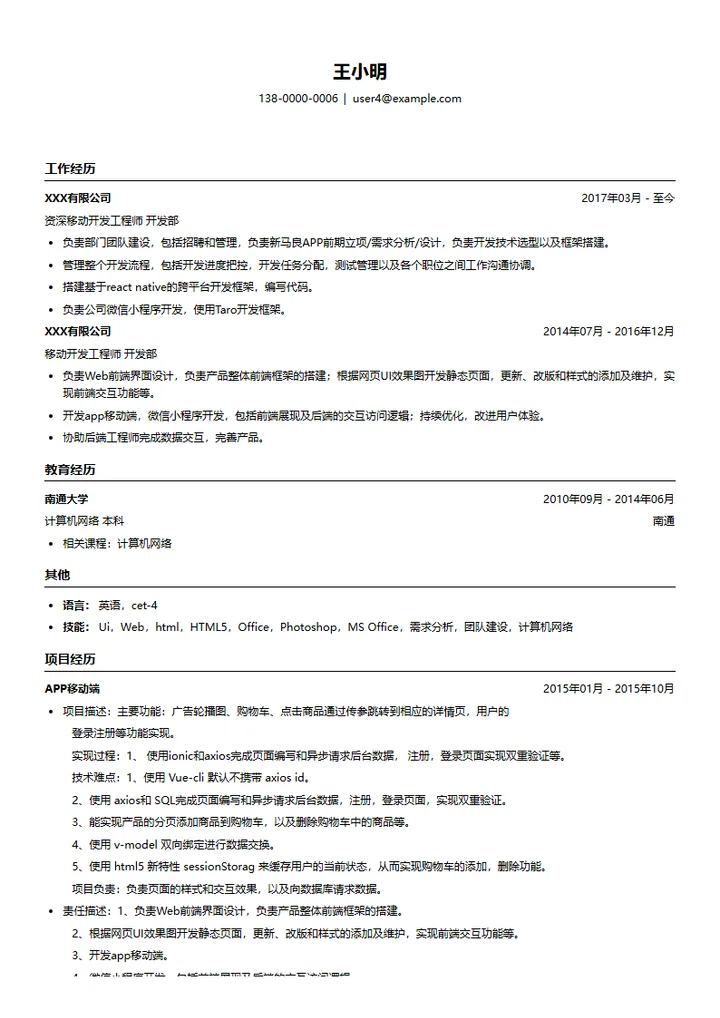 王小明
138-0000-0006 | user4@example.com
工作经历
XXX有限公司 2017年03月 - 至今
资深移动开发工程师 开发部
• 负责部门团队建设，包括招聘和管理，负责新马良APP前期立项/需求分析/设计，负责开发技术选型以及框架搭建。
• 管理整个开发流程，包括开发进度把控，开发任务分配，测试管理以及各个职位之间工作沟通协调。
• 搭建基于react native的跨平台开发框架，编写代码。
• 负责公司微信小程序开发，使用Taro开发框架。
XXX有限公司 2014年07月 - 2016年12月
移动开发工程师 开发部
• 负责Web前端界面设计，负责产品整体前端框架的搭建；根据网页UI效果图开发静态页面，更新、改版和样式的添加及维护，实
现前端交互功能等。
• 开发app移动端，微信小程序开发，包括前端展现及后端的交互访问逻辑；持续优化，改进用户体验。
• 协助后端工程师完成数据交互，完善产品。
教育经历
南通大学 2010年09月 - 2014年06月
计算机网络 本科 南通
• 相关课程：计算机网络
其他
• 语言： 英语，cet-4
• 技能： Ui，Web，html，HTML5，Office，Photoshop，MS Office，需求分析，团队建设，计算机网络
项目经历
APP移动端 2015年01月 - 2015年10月
• 项目描述：主要功能：广告轮播图、购物车、点击商品通过传参跳转到相应的详情页，用户的
登录注册等功能实现。
实现过程：1、 使用ionic和axios完成页面编写和异步请求后台数据， 注册，登录页面实现双重验证等。
技术难点：1、使用 Vue-cli 默认不携带 axios id。
2、使用 axios和 SQL完成页面编写和异步请求后台数据，注册，登录页面，实现双重验证。
3、能实现产品的分页添加商品到购物车，以及删除购物车中的商品等。
4、使用 v-model 双向绑定进行数据交换。
5、使用 html5 新特性 sessionStorag 来缓存用户的当前状态，从而实现购物车的添加，删除功能。
项目负责：负责页面的样式和交互效果，以及向数据库请求数据。
• 责任描述：1、负责Web前端界面设计，负责产品整体前端框架的搭建。
2、根据网页UI效果图开发静态页面，更新、改版和样式的添加及维护，实现前端交互功能等。
3、开发app移动端。